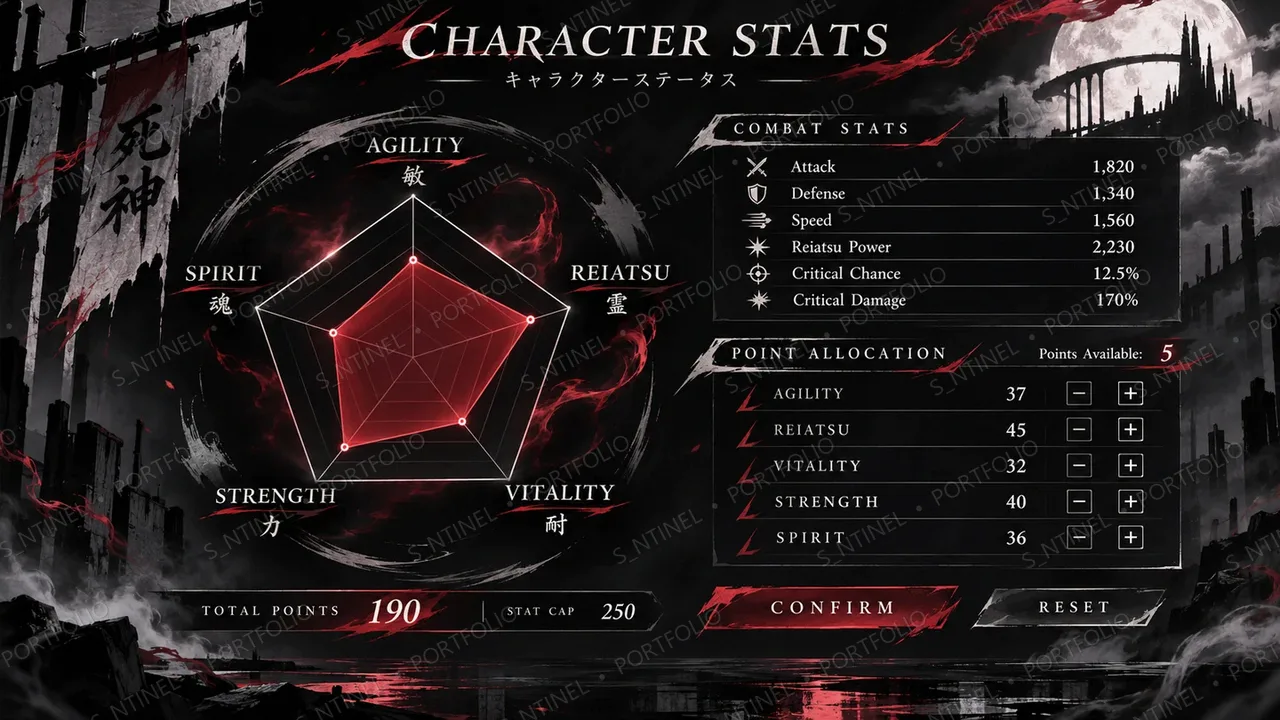 CHARACTER STATS
キャラクターステータス
死神
AGILITY
敏
SPIRIT
魂
REIATSU
霊
STRENGTH
力
VITALITY
耐
TOTAL POINTS 190 STAT CAP 250
COMBAT STATS
Attack 1,820
Defense 1,340
Speed 1,560
Reiatsu Power 2,230
Critical Chance 12.5%
Critical Damage 170%
POINT ALLOCATION Points Available: 5
AGILITY 37 − +
REIATSU 45 − +
VITALITY 32 − +
STRENGTH 40 − +
SPIRIT 36 − +
CONFIRM RESET
S_NTINEL • PORTFOLIO